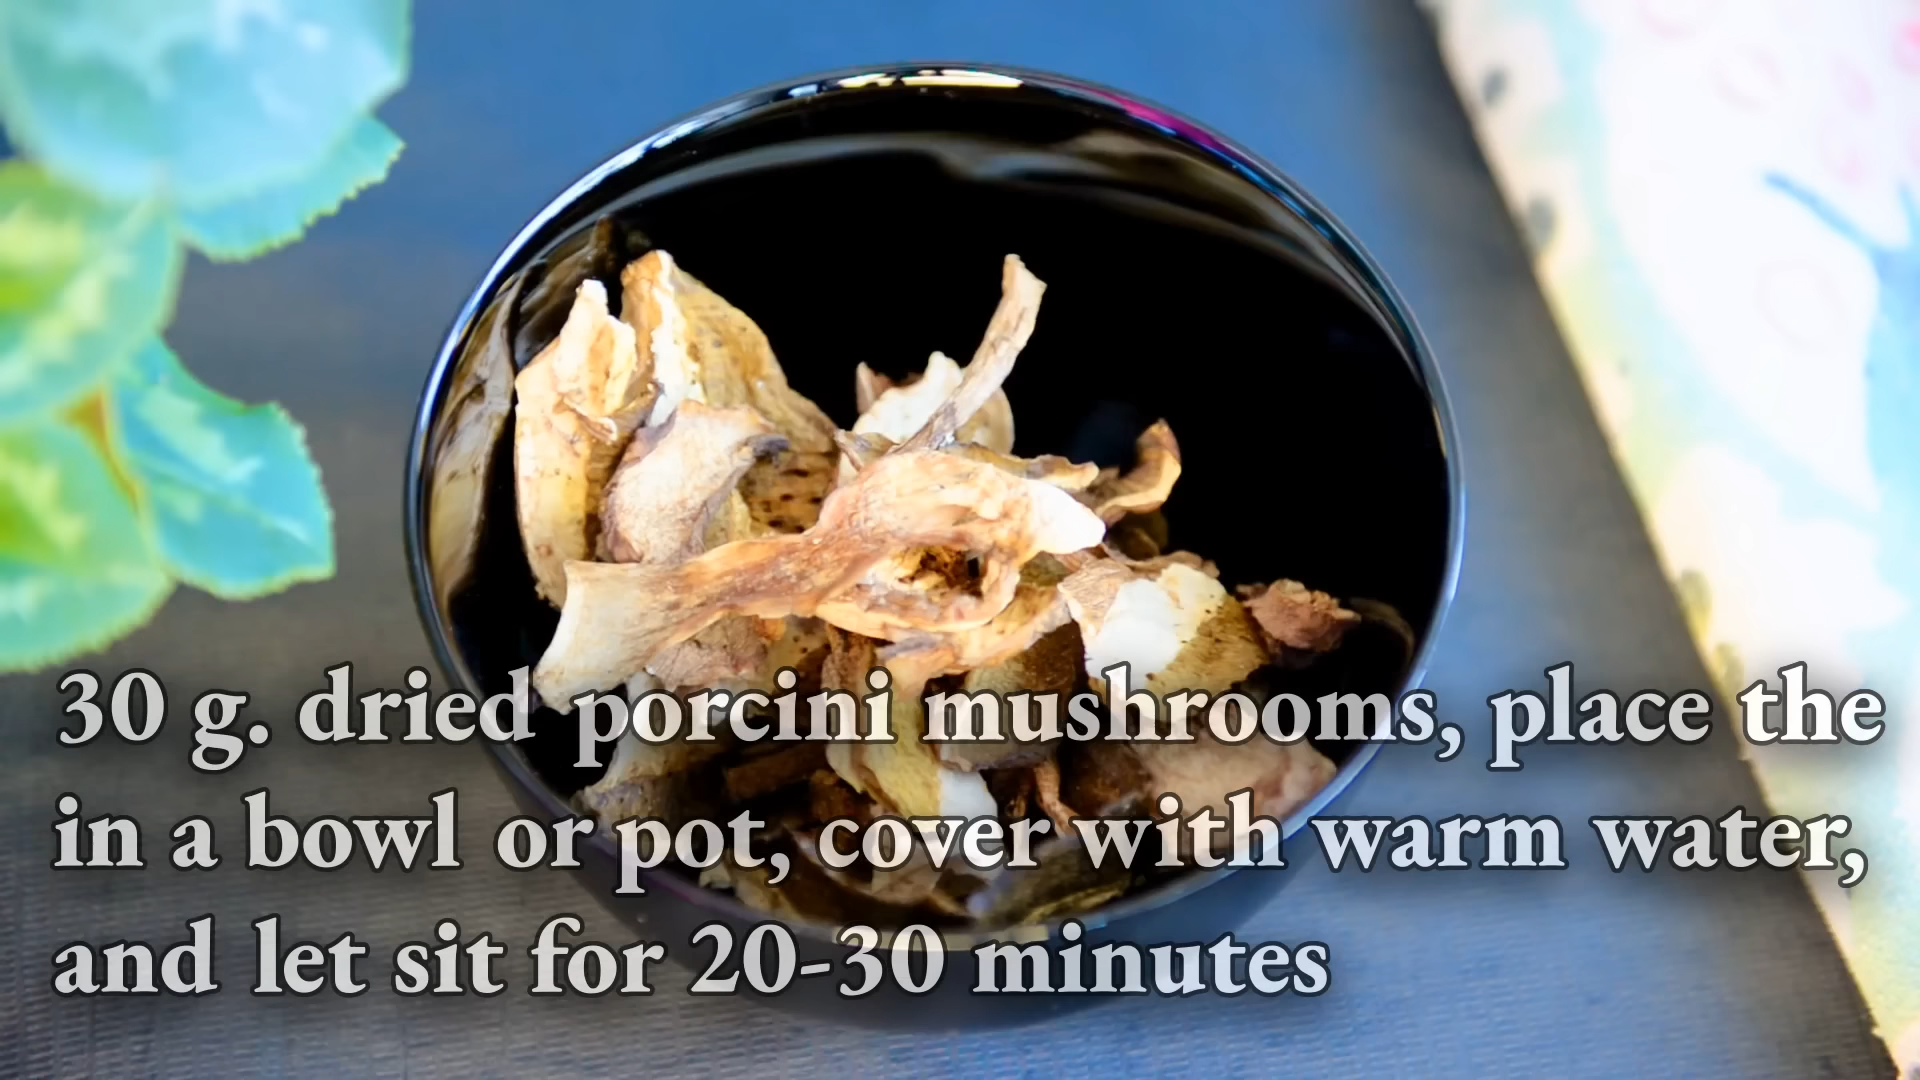 30 g. dried porcini mushrooms, place the
in a bowl or pot, cover with warm water,
and let sit for 20-30 minutes